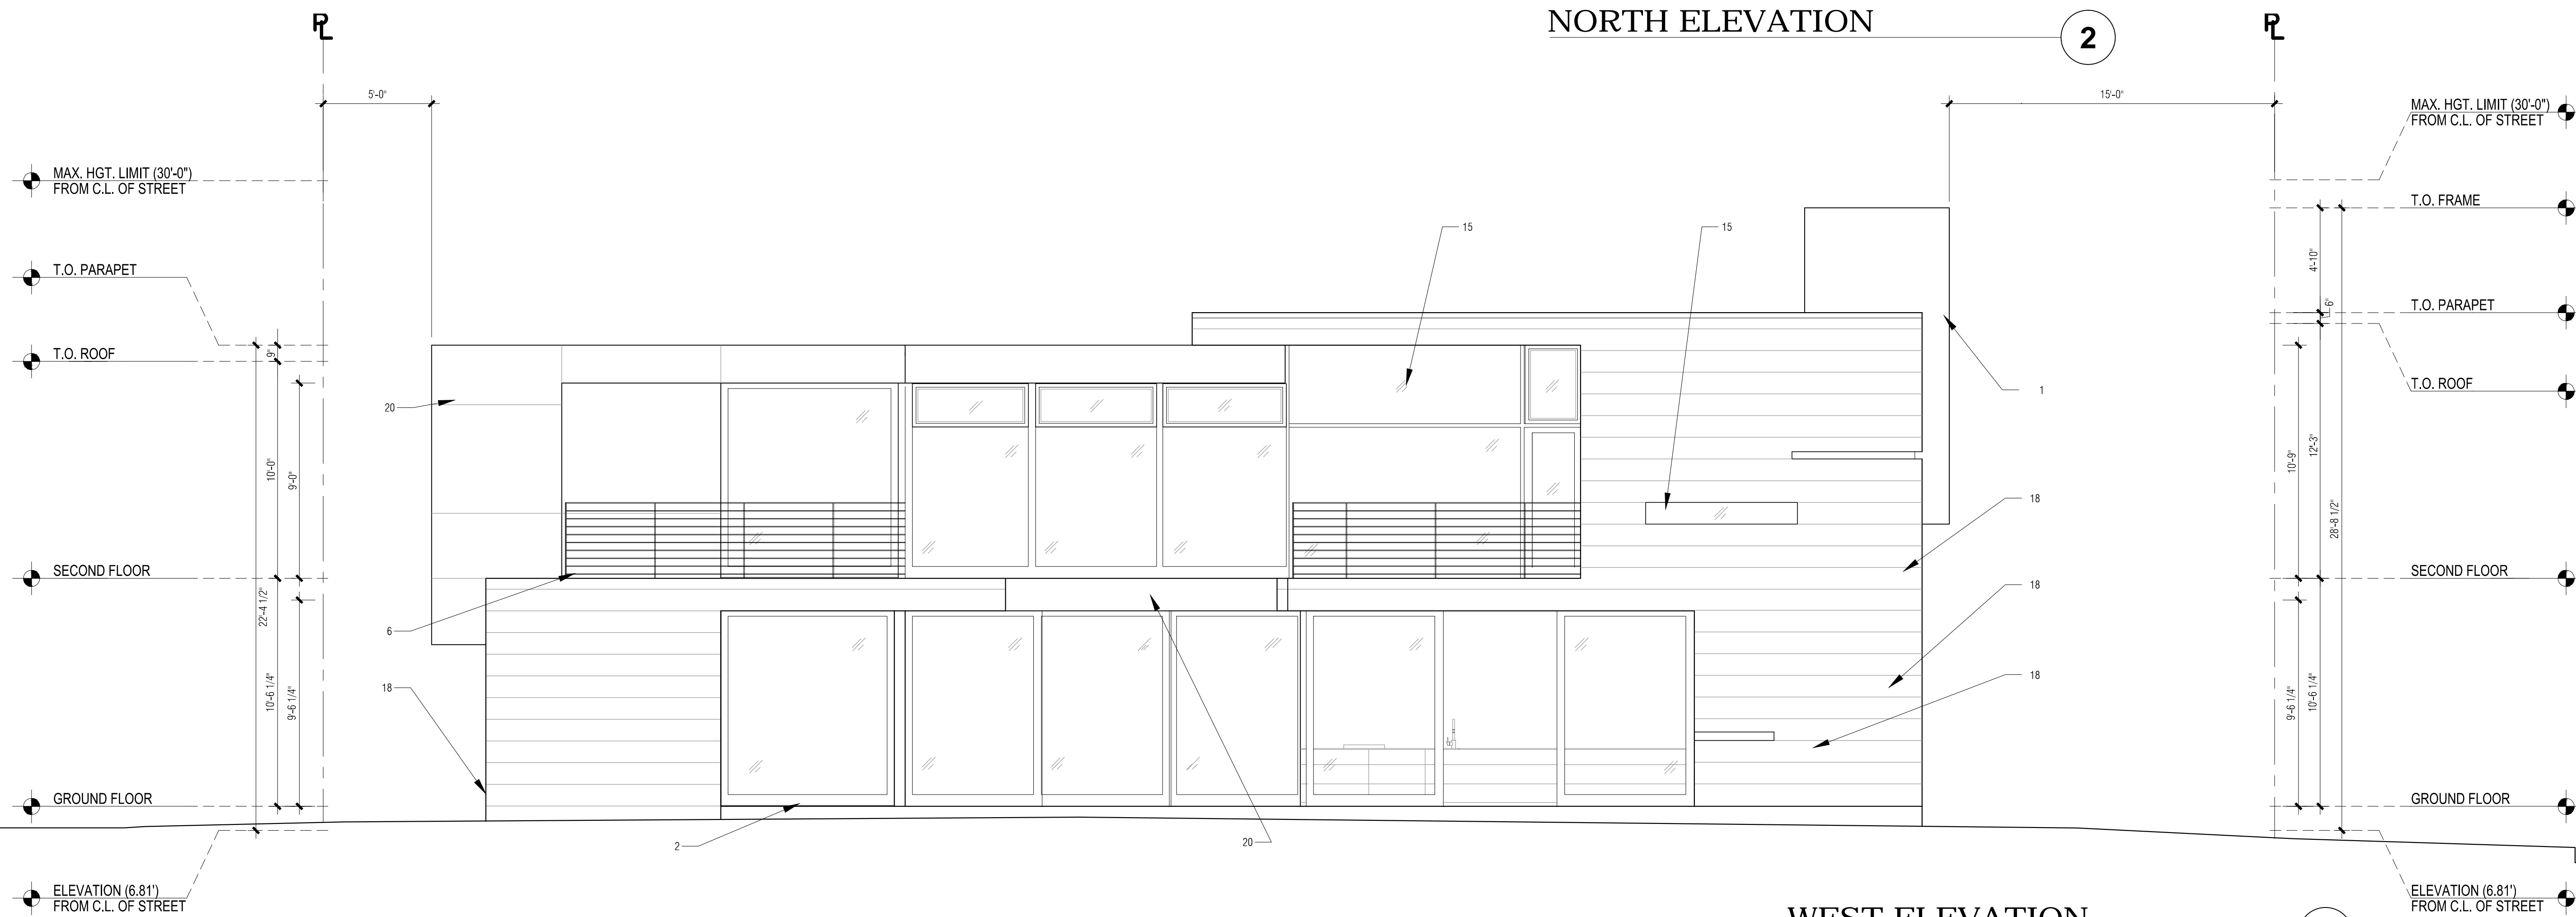 NORTH ELEVATION
2
PL
PL
5'-0"
15'-0"
MAX. HGT. LIMIT (30'-0")
FROM C.L. OF STREET
T.O. PARAPET
T.O. ROOF
SECOND FLOOR
GROUND FLOOR
ELEVATION (6.81')
FROM C.L. OF STREET
9"
10'-0"
9'-0"
22'-4 1/2"
10'-6 1/4"
9'-6 1/4"
20
6
18
2
20
15
15
1
18
18
18
MAX. HGT. LIMIT (30'-0")
FROM C.L. OF STREET
T.O. FRAME
T.O. PARAPET
T.O. ROOF
SECOND FLOOR
GROUND FLOOR
ELEVATION (6.81')
FROM C.L. OF STREET
4'-10"
6"
10'-9"
12'-3"
28'-8 1/2"
9'-6 1/4"
10'-6 1/4"
WEST ELEVATION